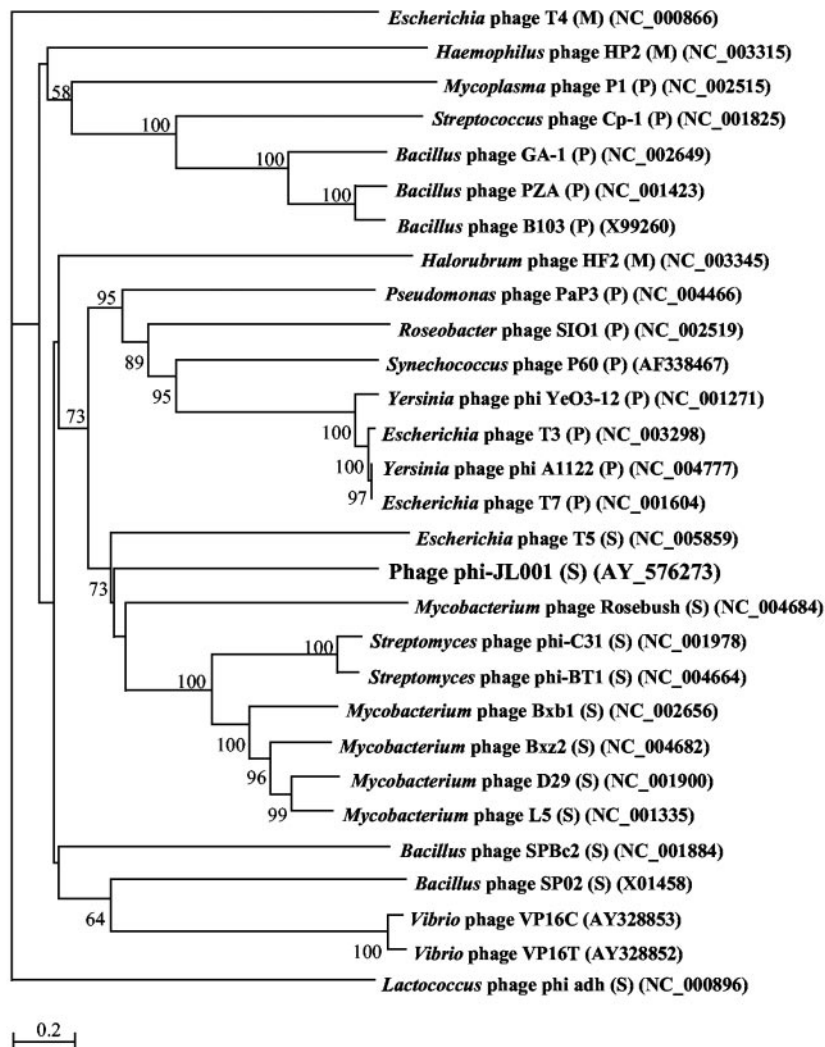 Escherichia phage T4 (M) (NC_000866)
Haemophilus phage HP2 (M) (NC_003315)
58
Mycoplasma phage P1 (P) (NC_002515)
100
Streptococcus phage Cp-1 (P) (NC_001825)
100
Bacillus phage GA-1 (P) (NC_002649)
100
Bacillus phage PZA (P) (NC_001423)
Bacillus phage B103 (P) (X99260)
Halorubrum phage HF2 (M) (NC_003345)
95
Pseudomonas phage PaP3 (P) (NC_004466)
Roseobacter phage SIO1 (P) (NC_002519)
89
Synechococcus phage P60 (P) (AF338467)
95
Yersinia phage phi YeO3-12 (P) (NC_001271)
73
100
Escherichia phage T3 (P) (NC_003298)
100
Yersinia phage phi A1122 (P) (NC_004777)
97
Escherichia phage T7 (P) (NC_001604)
Escherichia phage T5 (S) (NC_005859)
73
Phage phi-JL001 (S) (AY_576273)
Mycobacterium phage Rosebush (S) (NC_004684)
100
Streptomyces phage phi-C31 (S) (NC_001978)
100
Streptomyces phage phi-BT1 (S) (NC_004664)
Mycobacterium phage Bxb1 (S) (NC_002656)
100
Mycobacterium phage Bxz2 (S) (NC_004682)
96
Mycobacterium phage D29 (S) (NC_001900)
99
Mycobacterium phage L5 (S) (NC_001335)
Bacillus phage SPBc2 (S) (NC_001884)
Bacillus phage SP02 (S) (X01458)
64
Vibrio phage VP16C (AY328853)
100
Vibrio phage VP16T (AY328852)
Lactococcus phage phi adh (S) (NC_000896)
0.2